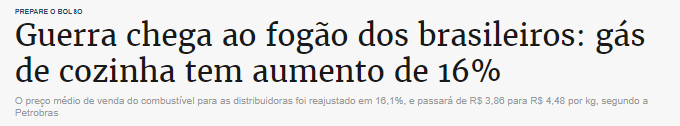 PREPARE O BOLSO
Guerra chega ao fogão dos brasileiros: gás
de cozinha tem aumento de 16%
O preço médio de venda do combustível para as distribuidoras foi reajustado em 16,1%, e passará de R$ 3,86 para R$ 4,48 por kg, segundo a
Petrobras